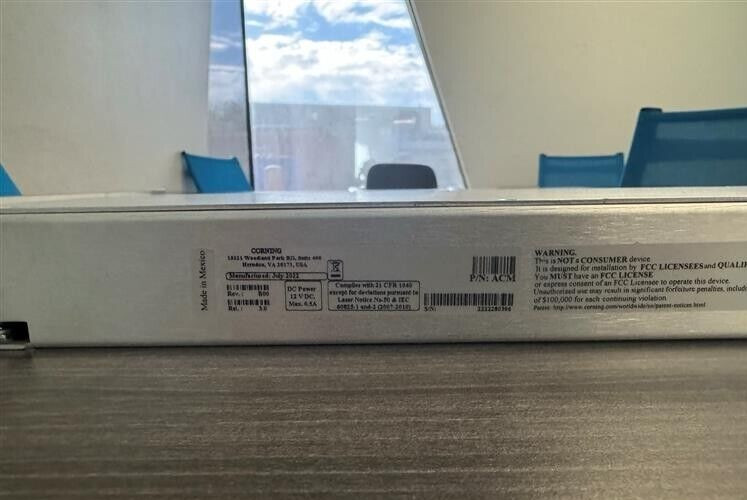 Made in Mexico
CORNING
13221 Woodland Park RD, Suite 400
Herndon, VA 20171, USA
Manufactured: July 2022
Rev.: B00
Rel.: 3.0
DC Power
12 V DC,
Max. 6.5A
Complies with 21 CFR 1040
except for deviations pursuant to
Laser Notice No.50 & IEC
60825-1 and-2 (2007-2010)
P/N: ACM
S/N: 2222280306
WARNING.
This is NOT a CONSUMER device.
It is designed for installation by FCC LICENSEES and QUALIF
You MUST have an FCC LICENSE
or express consent of an FCC Licensee to operate this device.
Unauthorized use may result in significant forfeiture penalties, includ
of $100,000 for each continuing violation.
Patent: http://www.corning.com/worldwide/en/patent-notices.html